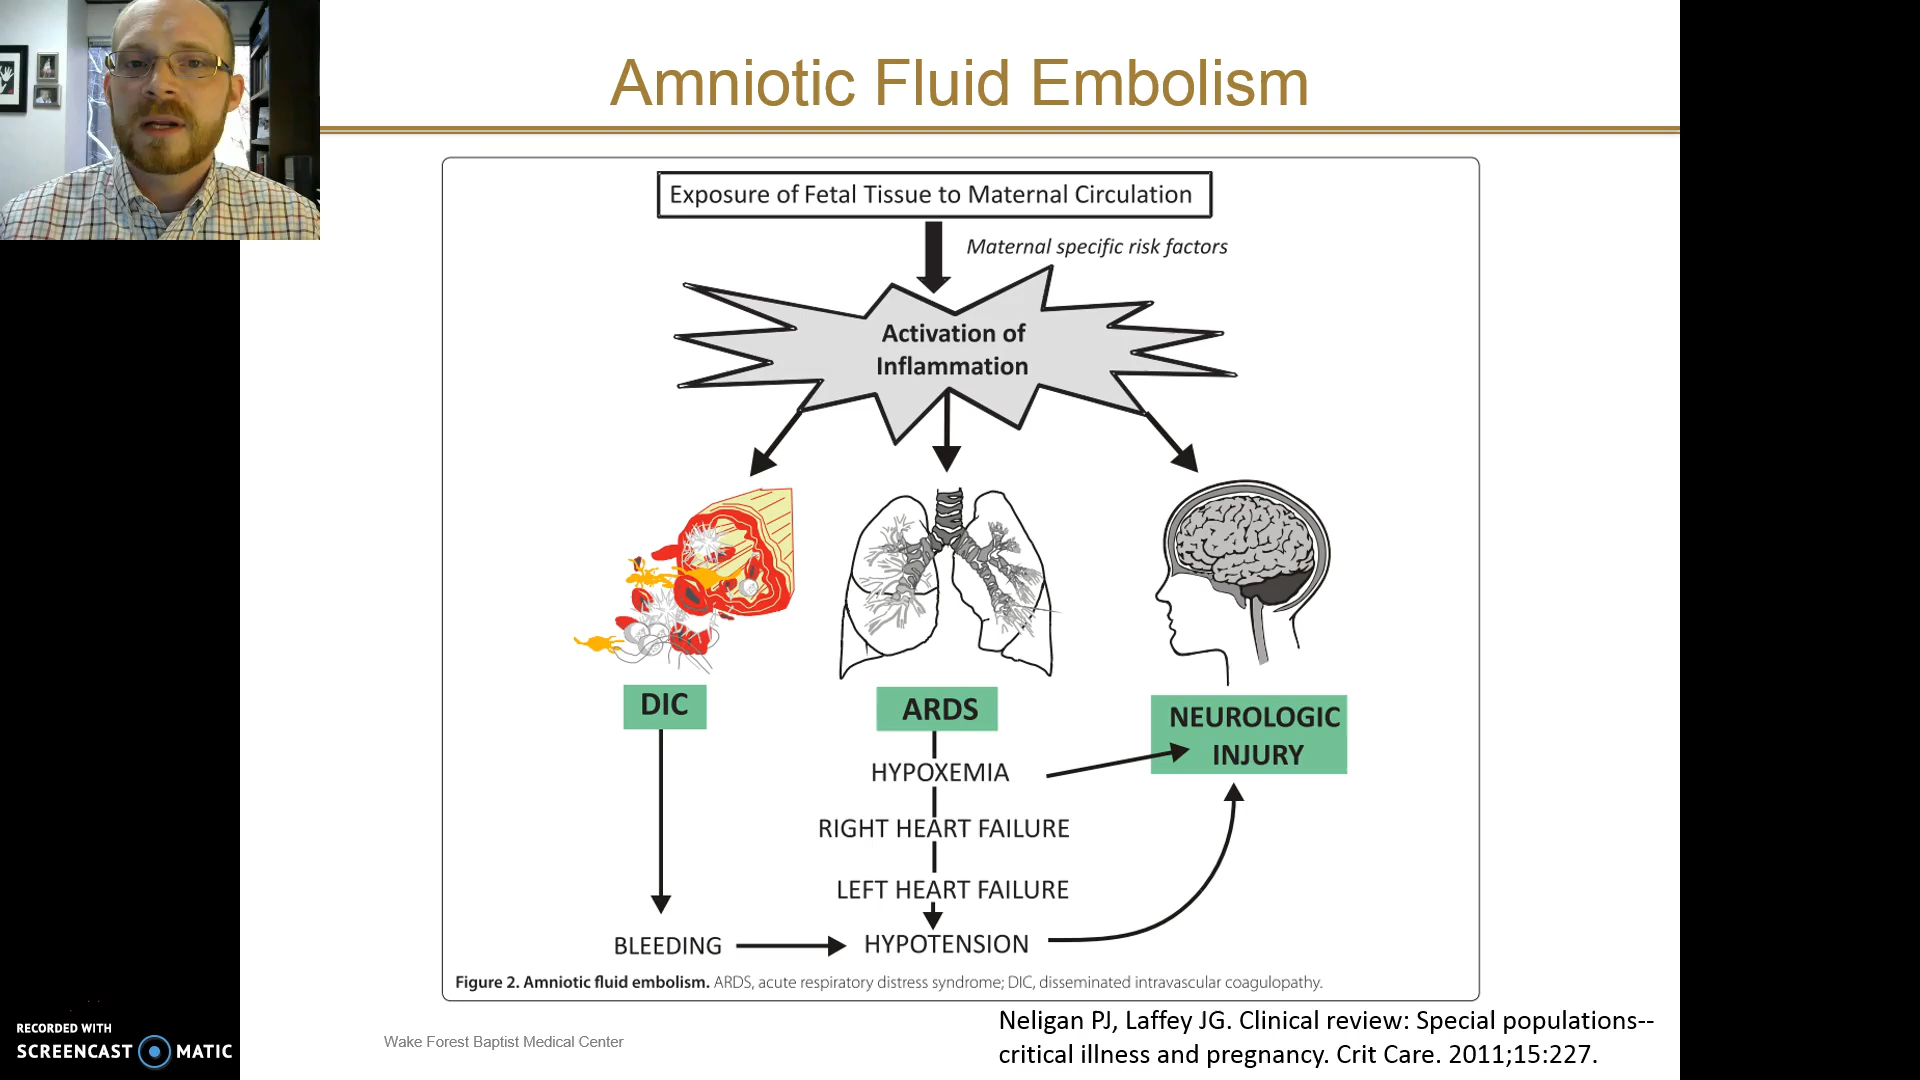 Amniotic Fluid Embolism
Exposure of Fetal Tissue to Maternal Circulation
Maternal specific risk factors
Activation of
Inflammation
DIC
ARDS
NEUROLOGIC
INJURY
HYPOXEMIA
RIGHT HEART FAILURE
LEFT HEART FAILURE
BLEEDING
HYPOTENSION
Figure 2. Amniotic fluid embolism. ARDS, acute respiratory distress syndrome; DIC, disseminated intravascular coagulopathy.
Neligan PJ, Laffey JG. Clinical review: Special populations--
critical illness and pregnancy. Crit Care. 2011;15:227.
Wake Forest Baptist Medical Center
RECORDED WITH
SCREENCAST MATIC